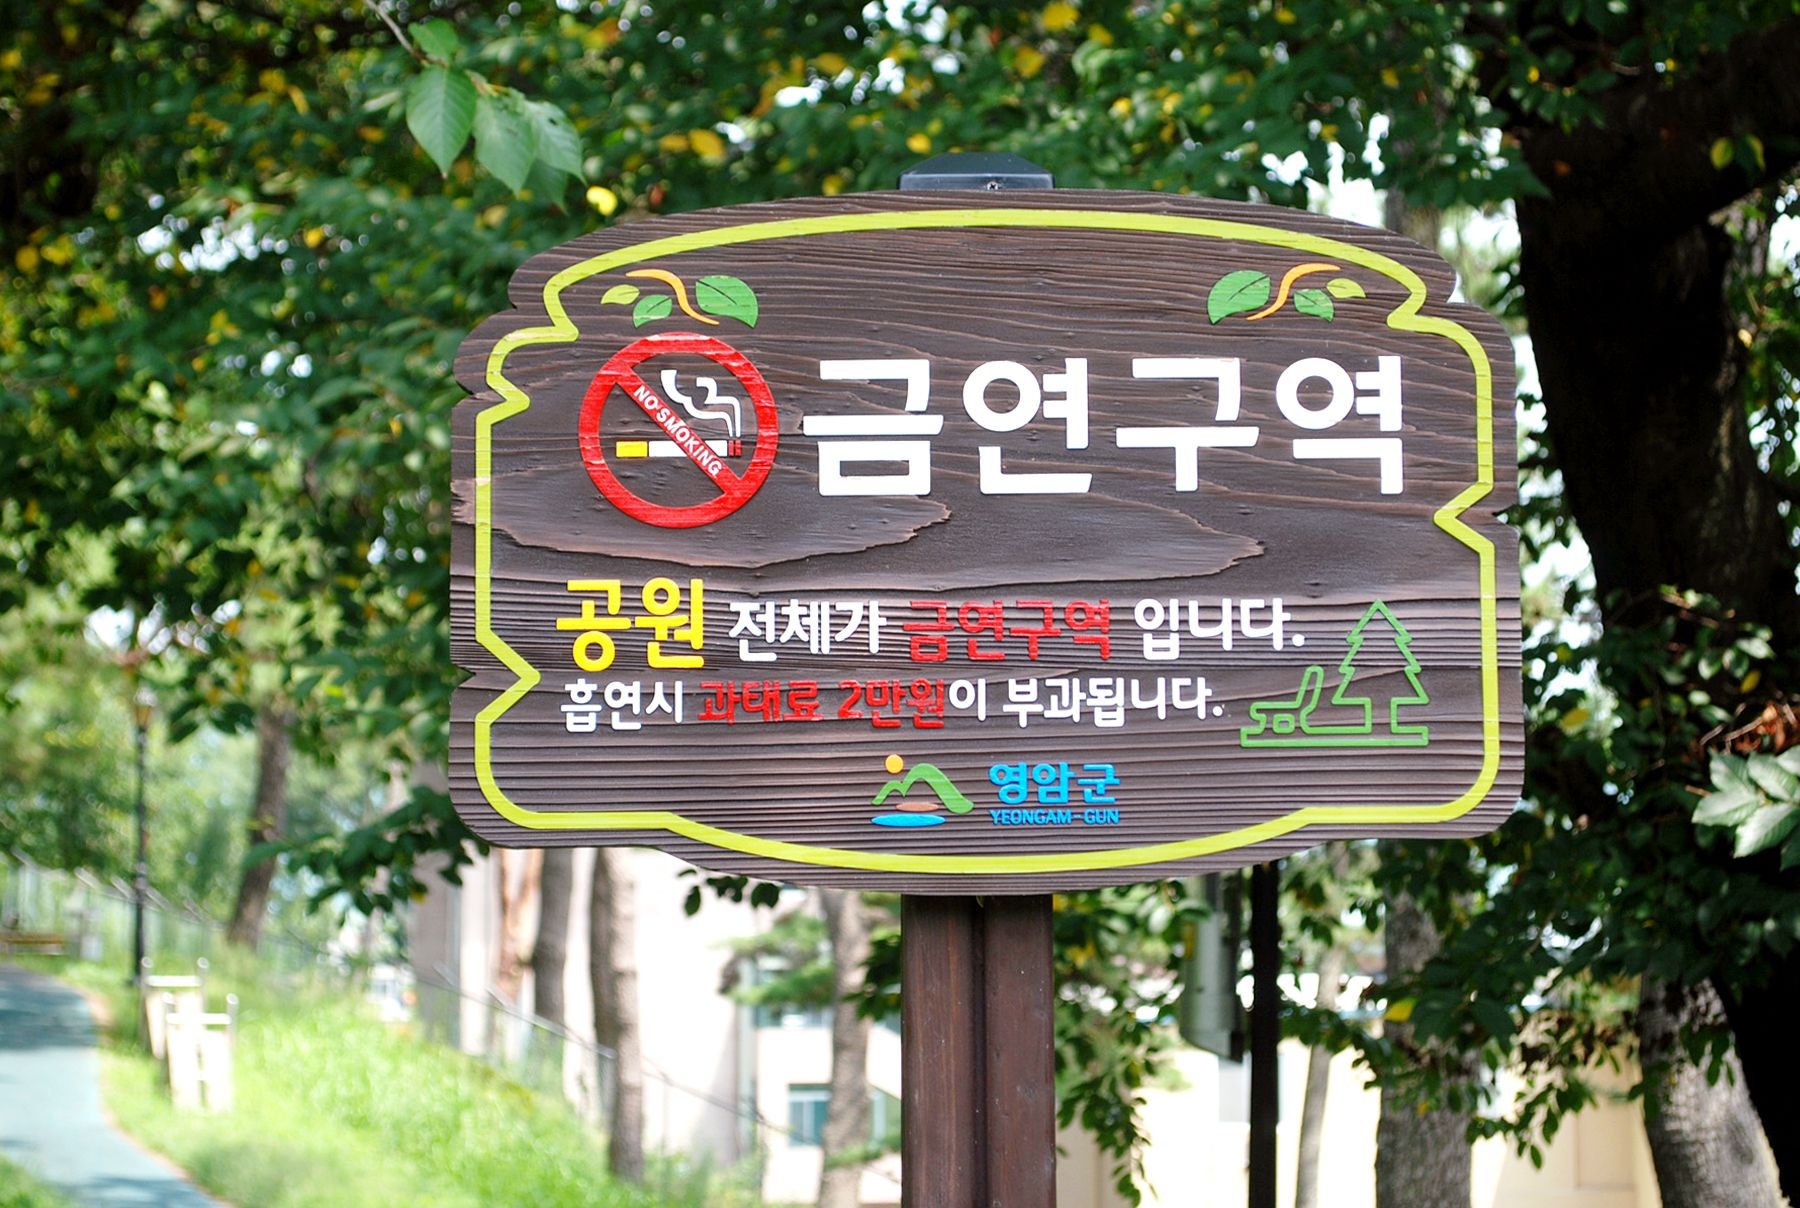 NO SMOKING
금연구역
공원 전체가 금연구역 입니다.
흡연시 과태료 2만원이 부과됩니다.
영암군
YEONGAM-GUN